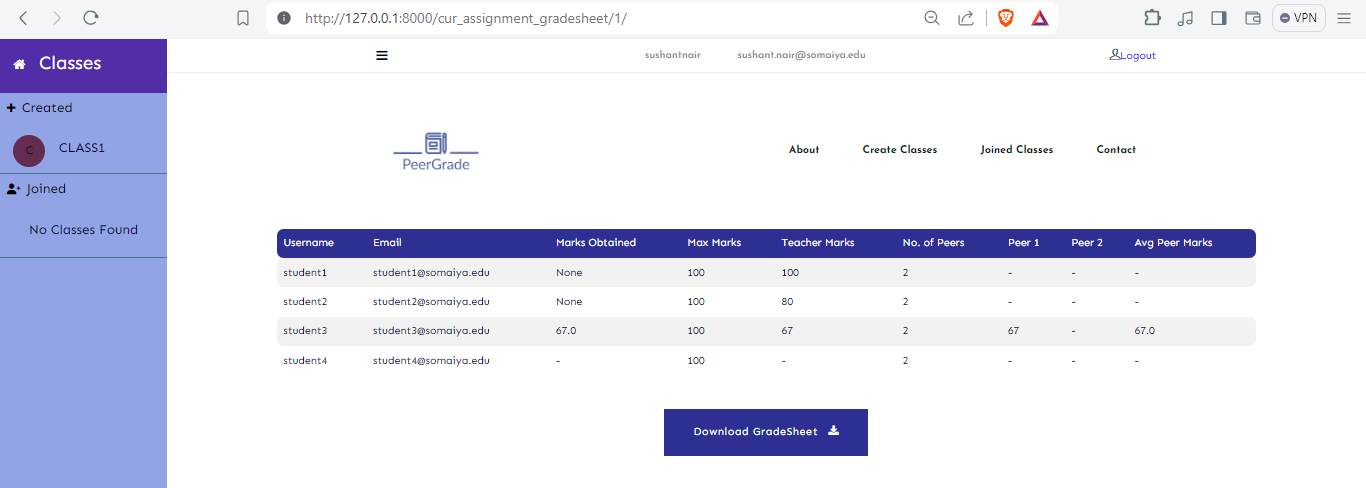 http://127.0.0.1:8000/cur_assignment_gradesheet/1/
VPN
Classes
sushantnair sushant.nair@somaiya.edu Logout
Created
C CLASS1
Joined
No Classes Found
PeerGrade
About Create Classes Joined Classes Contact
Username Email Marks Obtained Max Marks Teacher Marks No. of Peers Peer 1 Peer 2 Avg Peer Marks
student1 student1@somaiya.edu None 100 100 2 - - -
student2 student2@somaiya.edu None 100 80 2 - - -
student3 student3@somaiya.edu 67.0 100 67 2 67 - 67.0
student4 student4@somaiya.edu - 100 - 2 - - -
Download GradeSheet